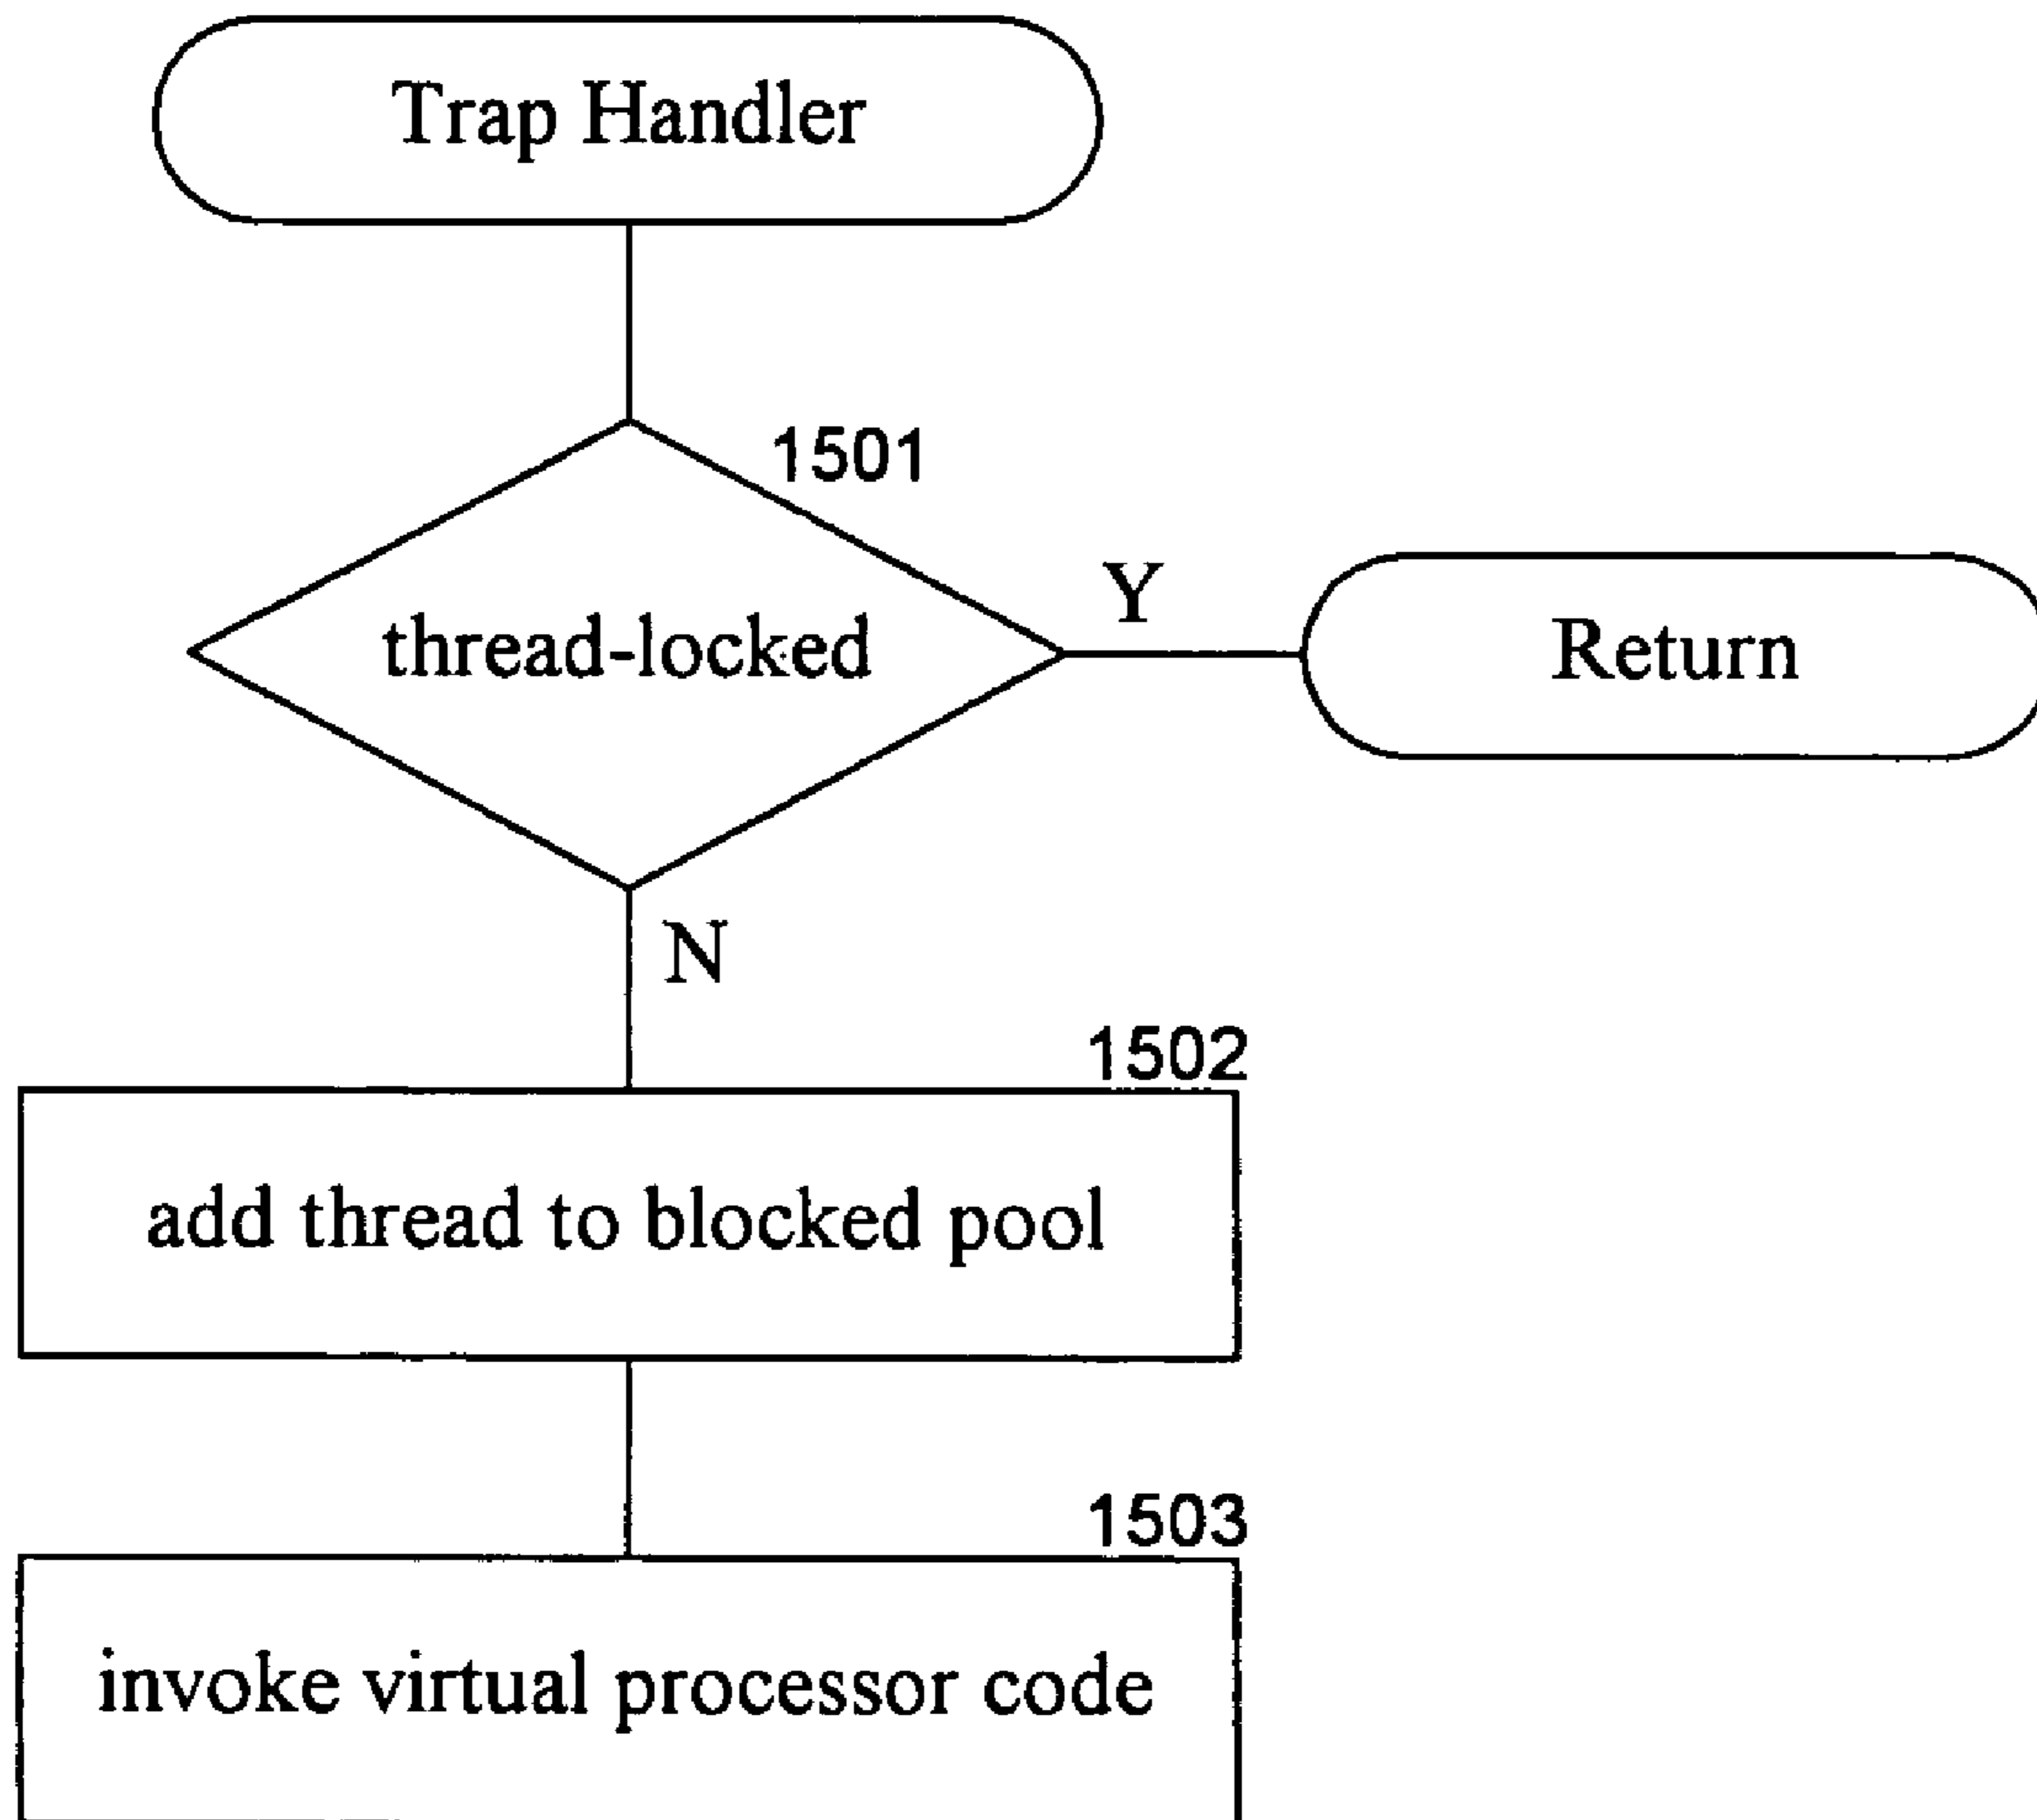 Trap Handler
1501
thread-locked
Y
Return
N
1502
add thread to blocked pool
1503
invoke virtual processor code